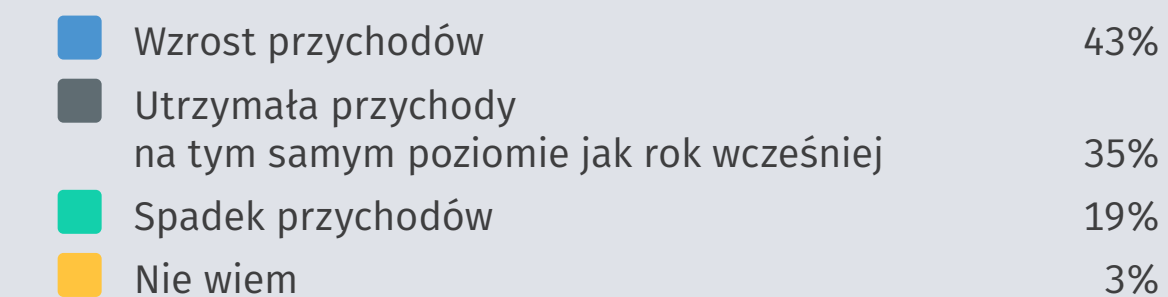 Wzrost przychodów 43%
Utrzymała przychody
na tym samym poziomie jak rok wcześniej 35%
Spadek przychodów 19%
Nie wiem 3%